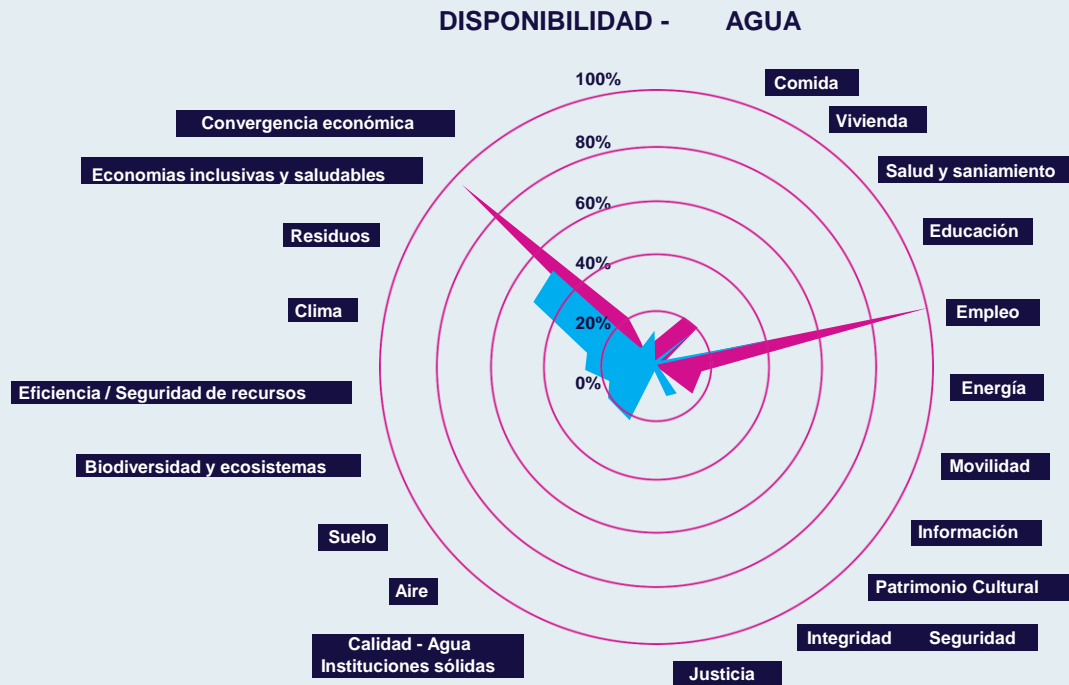 DISPONIBILIDAD - AGUA
100%
80%
60%
40%
20%
0%
Comida
Vivienda
Salud y saniamiento
Educación
Empleo
Energía
Movilidad
Información
Patrimonio Cultural
Integridad Seguridad
Justicia
Calidad - Agua
Instituciones sólidas
Aire
Suelo
Biodiversidad y ecosistemas
Eficiencia / Seguridad de recursos
Clima
Residuos
Economias inclusivas y saludables
Convergencia económica